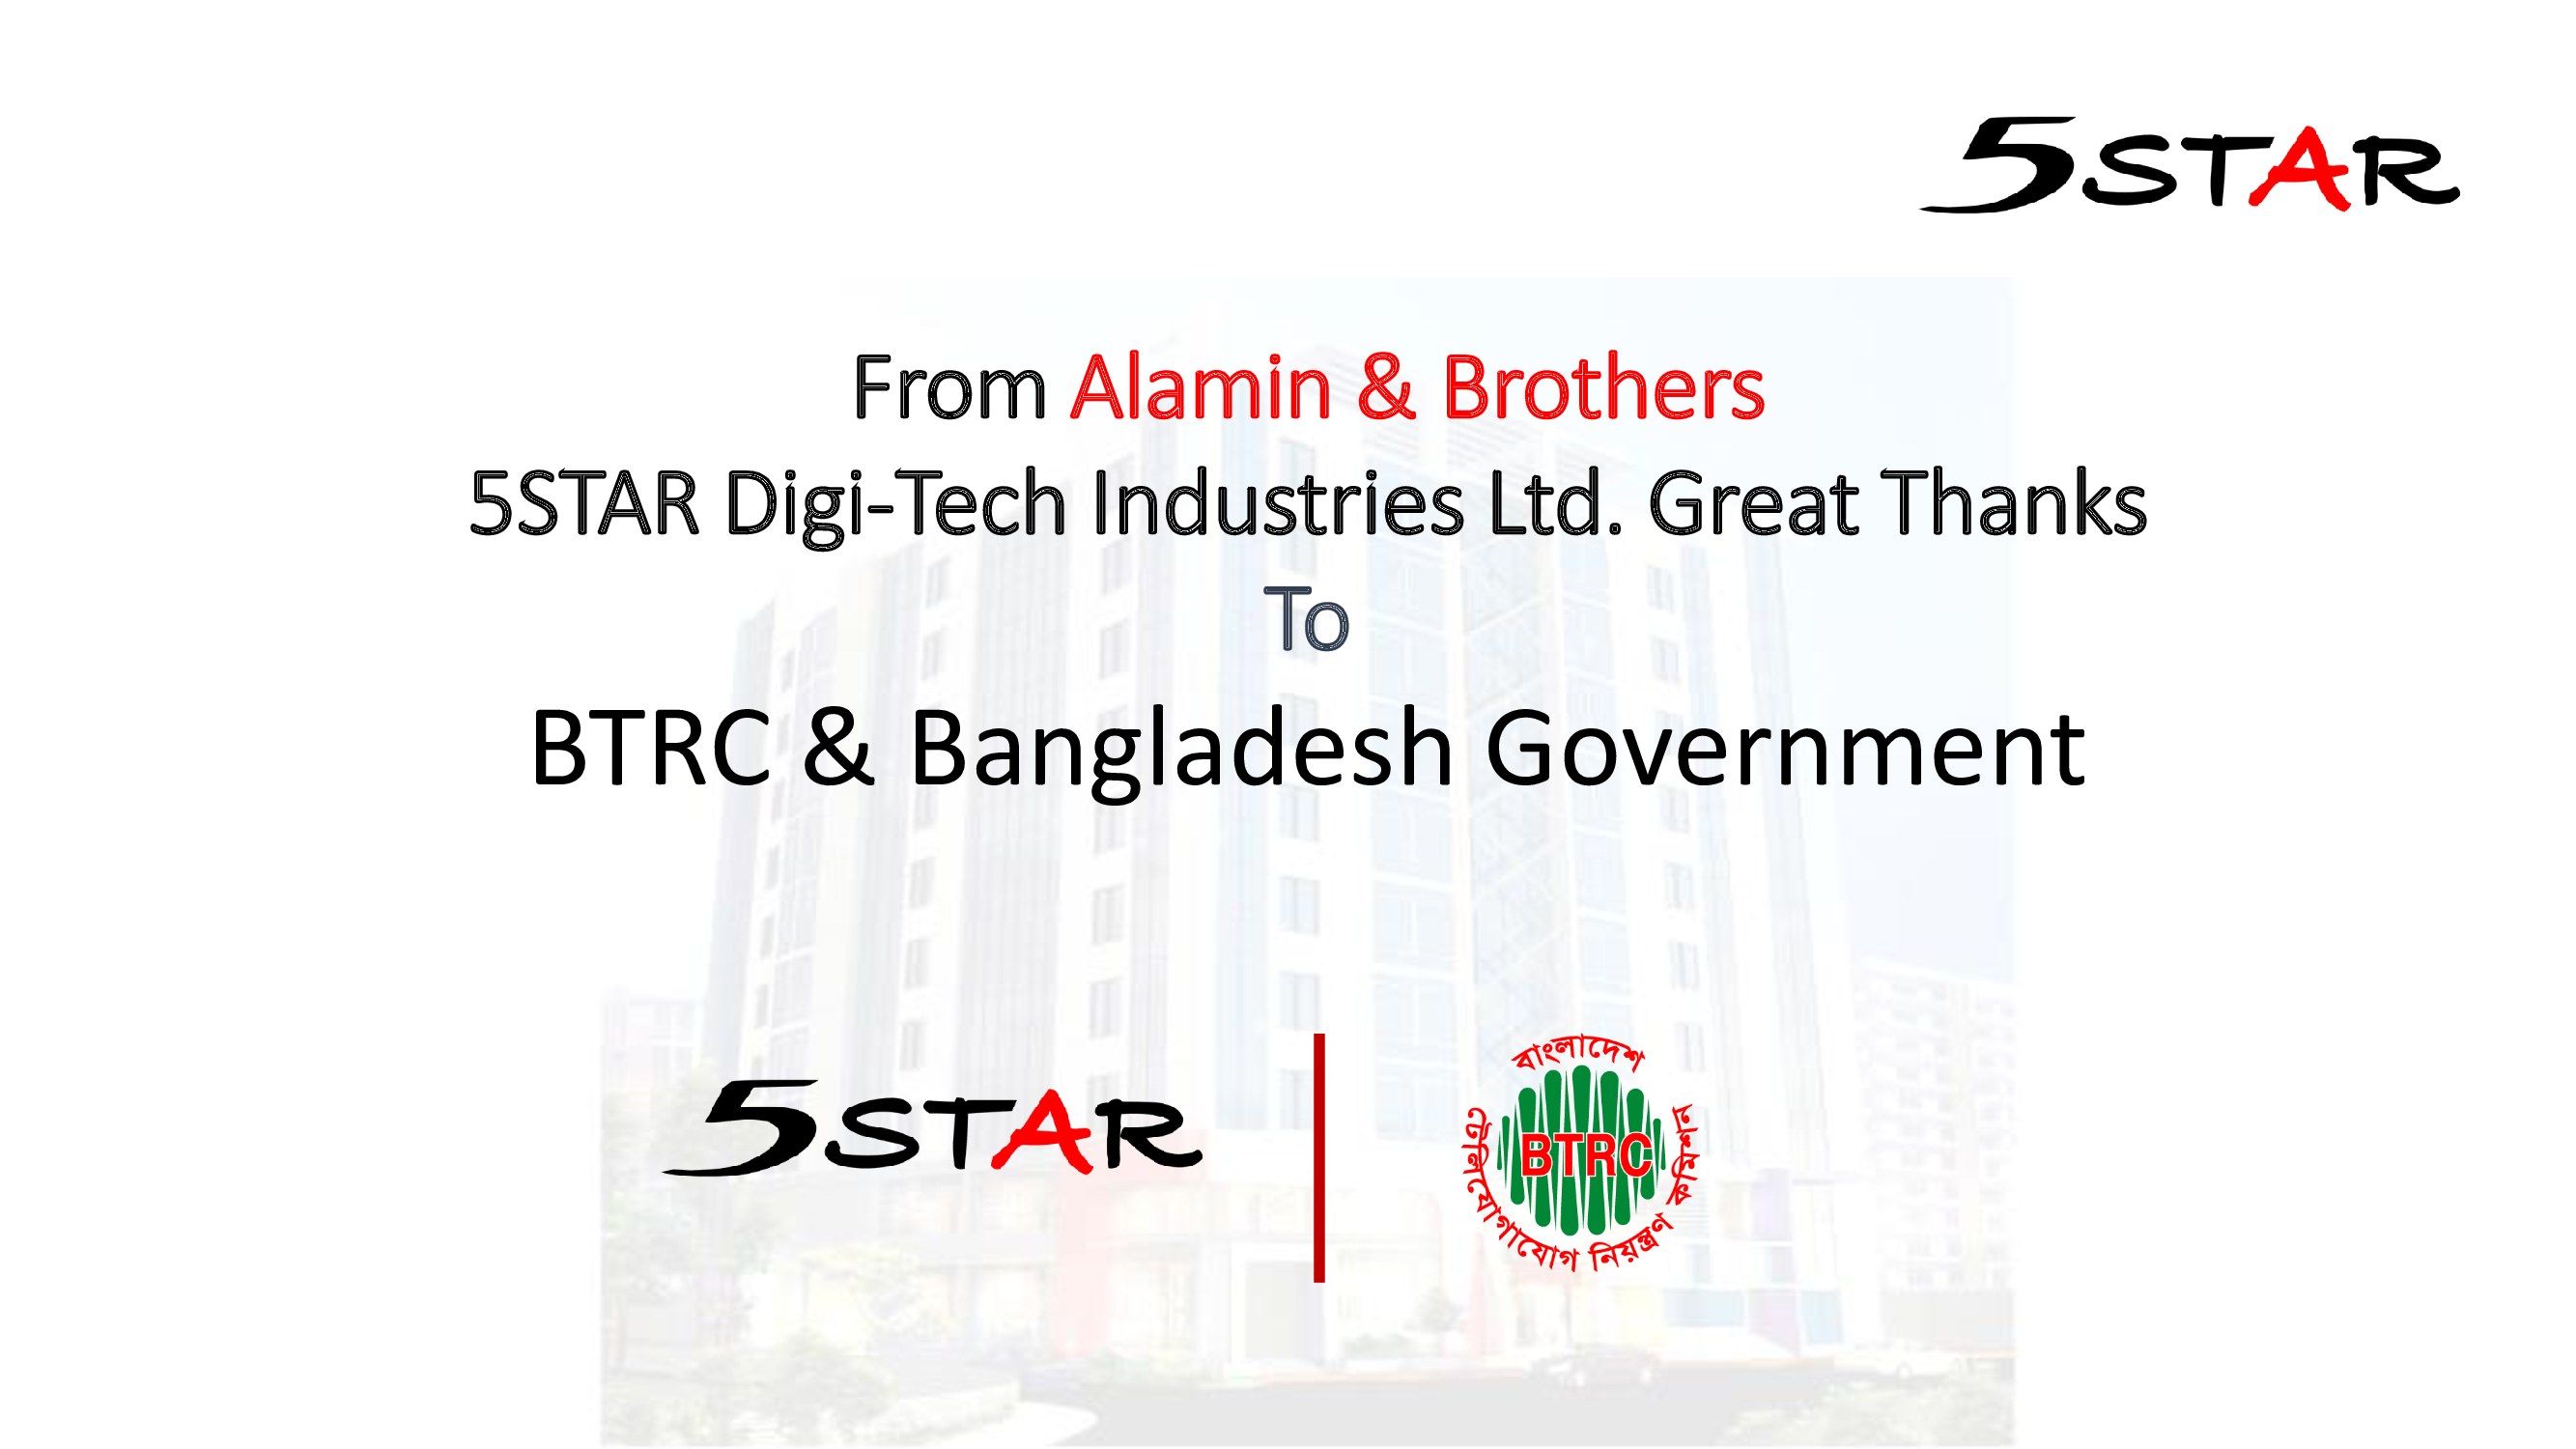 5STAR
From Alamin & Brothers
5STAR Digi-Tech Industries Ltd. Great Thanks
To
BTRC & Bangladesh Government
5STAR
বাংলাদেশ
টেলিযোগাযোগ নিয়ন্ত্রণ কমিশন
BTRC